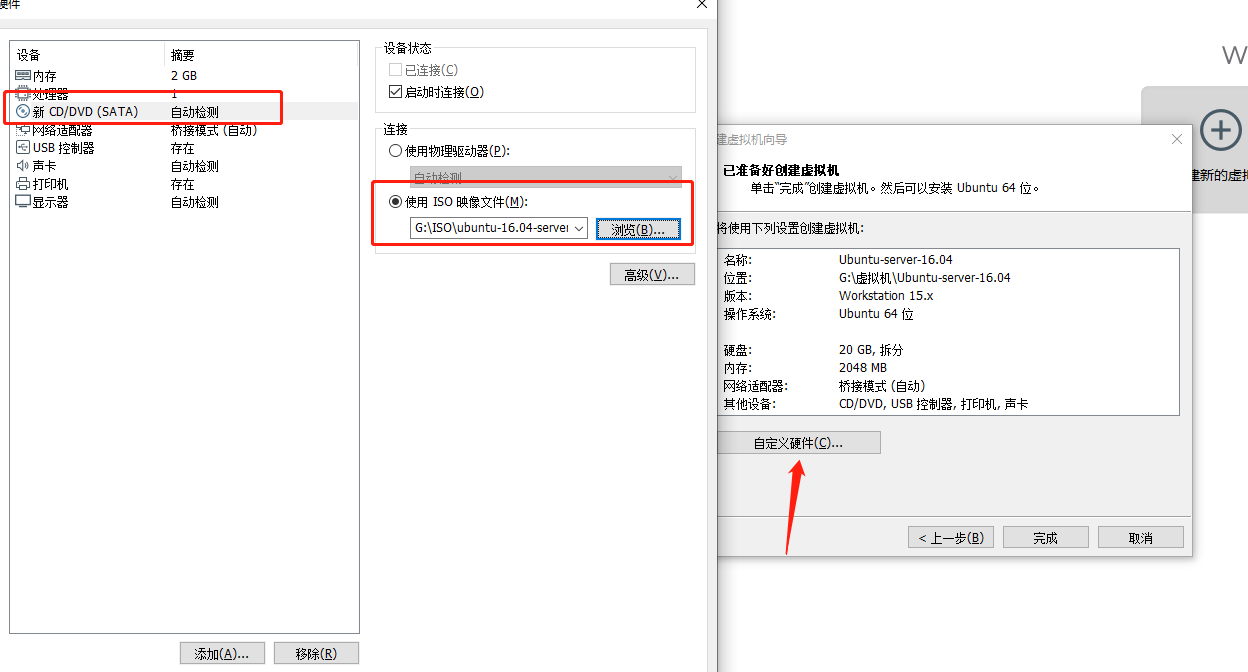 硬件
设备 摘要
内存 2 GB
处理器 1
新 CD/DVD (SATA) 自动检测
网络适配器 桥接模式 (自动)
USB 控制器 存在
声卡 自动检测
打印机 存在
显示器 自动检测
添加(A)...
移除(R)
设备状态
已连接(C)
启动时连接(O)
连接
使用物理驱动器(P):
自动检测
使用 ISO 映像文件(M):
G:\ISO\ubuntu-16.04-server
浏览(B)...
高级(V)...
W
建新的虚拟
建虚拟机向导
已准备好创建虚拟机
单击“完成”创建虚拟机。然后可以安装 Ubuntu 64 位。
将使用下列设置创建虚拟机:
名称: Ubuntu-server-16.04
位置: G:\虚拟机\Ubuntu-server-16.04
版本: Workstation 15.x
操作系统: Ubuntu 64 位
硬盘: 20 GB, 拆分
内存: 2048 MB
网络适配器: 桥接模式 (自动)
其他设备: CD/DVD, USB 控制器, 打印机, 声卡
自定义硬件(C)...
< 上一步(B)
完成
取消